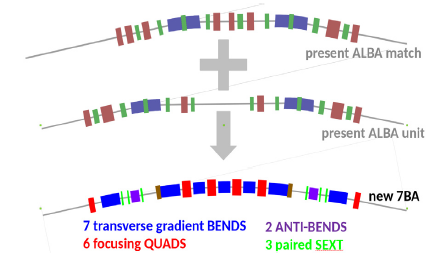 present ALBA match
present ALBA unit
new 7BA
7 transverse gradient BENDS
2 ANTI-BENDS
6 focusing QUADS
3 paired SEXT